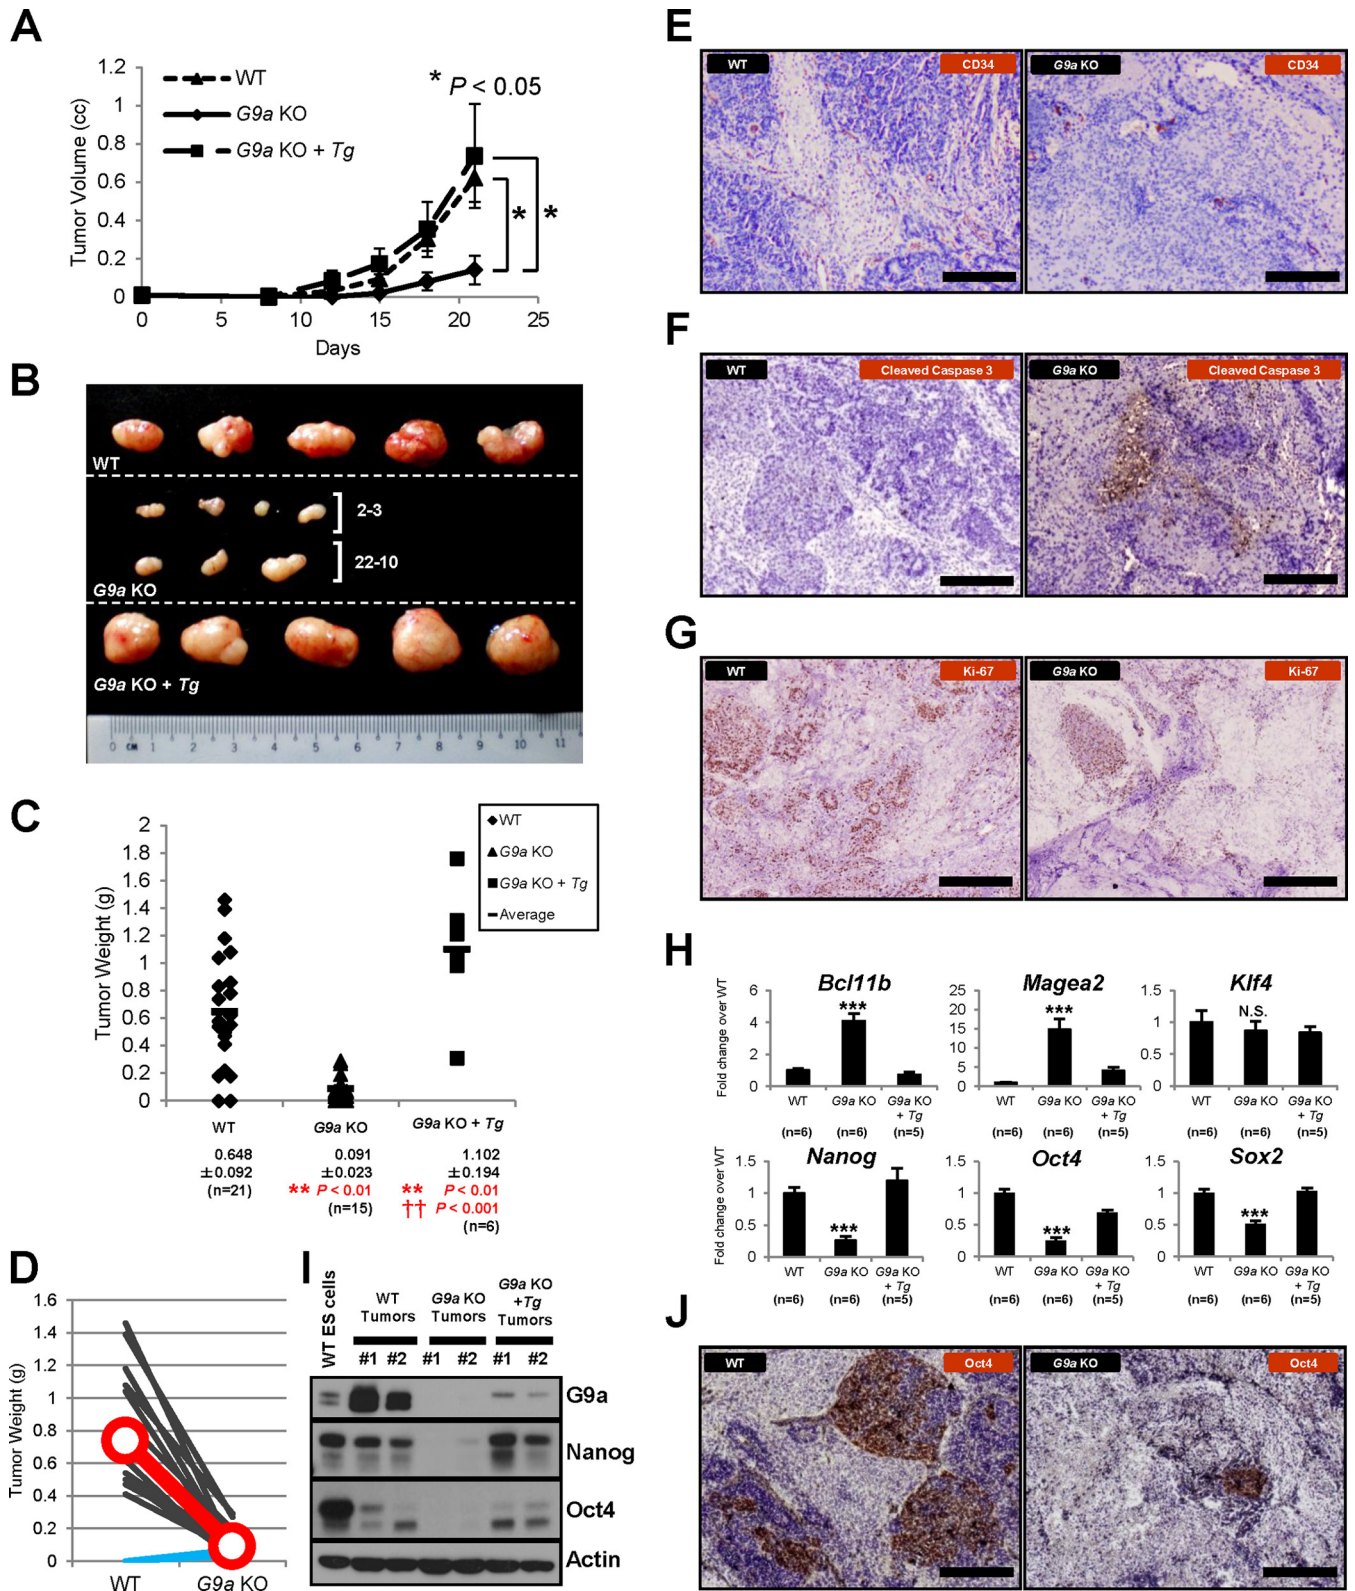 A
1.2
1
0.8
0.6
0.4
0.2
0
Tumor Volume (cc)
WT
G9a KO
G9a KO + Tg
* P < 0.05
*
*
0 5 10 15 20 25
Days
B
WT
2-3
22-10
G9a KO
G9a KO + Tg
0 CM 1 2 3 4 5 6 7 8 9 10 11
C
2
1.8
1.6
1.4
1.2
1
0.8
0.6
0.4
0.2
0
Tumor Weight (g)
WT
G9a KO
G9a KO + Tg
Average
WT G9a KO G9a KO + Tg
0.648 0.091 1.102
±0.092 ±0.023 ±0.194
(n=21) ** P < 0.01 ** P < 0.01
(n=15) †† P < 0.001
(n=6)
D
1.6
1.4
1.2
1
0.8
0.6
0.4
0.2
0
Tumor Weight (g)
WT G9a KO
I
WT ES cells
WT Tumors
G9a KO Tumors
G9a KO +Tg Tumors
#1 #2 #1 #2 #1 #2
G9a
Nanog
Oct4
Actin
E
WT CD34
G9a KO CD34
F
WT Cleaved Caspase 3
G9a KO Cleaved Caspase 3
G
WT Ki-67
G9a KO Ki-67
H
Fold change over WT
Bcl11b
6
4
2
0
***
WT G9a KO G9a KO + Tg
(n=6) (n=6) (n=5)
Magea2
25
20
15
10
5
0
***
WT G9a KO G9a KO + Tg
(n=6) (n=6) (n=5)
Klf4
1.5
1
0.5
0
N.S.
WT G9a KO G9a KO + Tg
(n=6) (n=6) (n=5)
Fold change over WT
Nanog
1.5
1
0.5
0
***
WT G9a KO G9a KO + Tg
(n=6) (n=6) (n=5)
Oct4
1.5
1
0.5
0
***
WT G9a KO G9a KO + Tg
(n=6) (n=6) (n=5)
Sox2
1.5
1
0.5
0
***
WT G9a KO G9a KO + Tg
(n=6) (n=6) (n=5)
J
WT Oct4
G9a KO Oct4